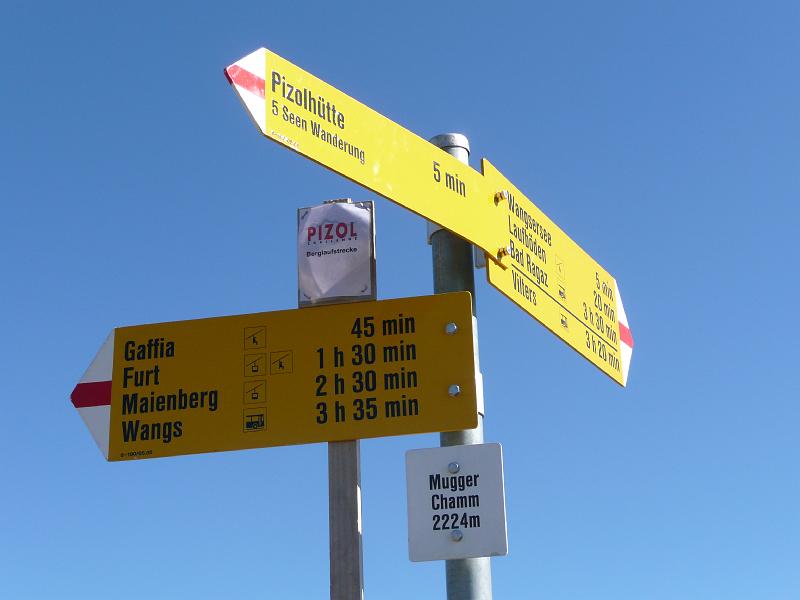 Pizolhütte
5 Seen Wanderung
5 min
Wangsersee 5 min
Laufböden 20 min
Bad Ragaz 3 h 30 min
Vilters 3 h 20 min
PIZOL
CHALLENGE
Berglaufstrecke
Gaffia 45 min
Furt 1 h 30 min
Maienberg 2 h 30 min
Wangs 3 h 35 min
Mugger
Chamm
2224m